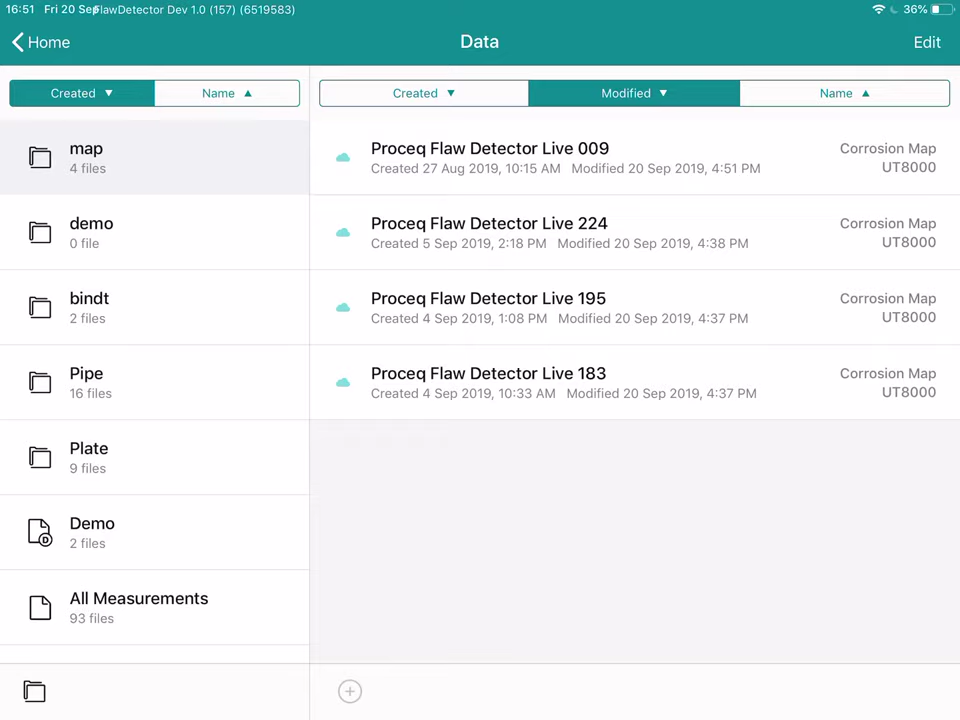 16:51 Fri 20 Sep FlawDetector Dev 1.0 (157) (6519583) 36%
Home Data Edit
Created ▼ Name ▲
map
4 files
demo
0 file
bindt
2 files
Pipe
16 files
Plate
9 files
Demo
2 files
All Measurements
93 files
Created ▼ Modified ▼ Name ▲
Proceq Flaw Detector Live 009 Corrosion Map
Created 27 Aug 2019, 10:15 AM Modified 20 Sep 2019, 4:51 PM UT8000
Proceq Flaw Detector Live 224 Corrosion Map
Created 5 Sep 2019, 2:18 PM Modified 20 Sep 2019, 4:38 PM UT8000
Proceq Flaw Detector Live 195 Corrosion Map
Created 4 Sep 2019, 1:08 PM Modified 20 Sep 2019, 4:37 PM UT8000
Proceq Flaw Detector Live 183 Corrosion Map
Created 4 Sep 2019, 10:33 AM Modified 20 Sep 2019, 4:37 PM UT8000